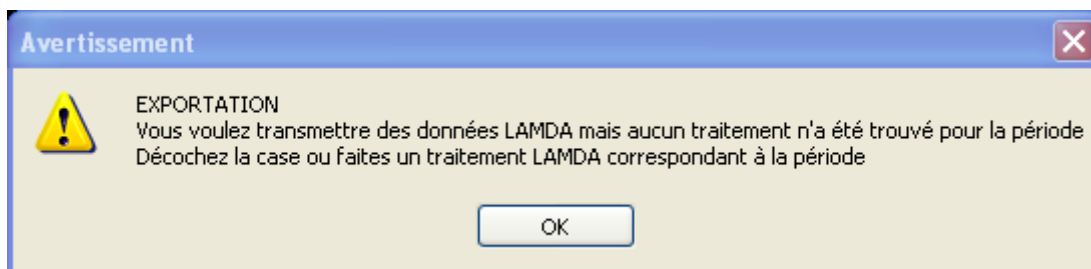 Avertissement
EXPORTATION
Vous voulez transmettre des données LAMDA mais aucun traitement n'a été trouvé pour la période
Décochez la case ou faites un traitement LAMDA correspondant à la période
OK